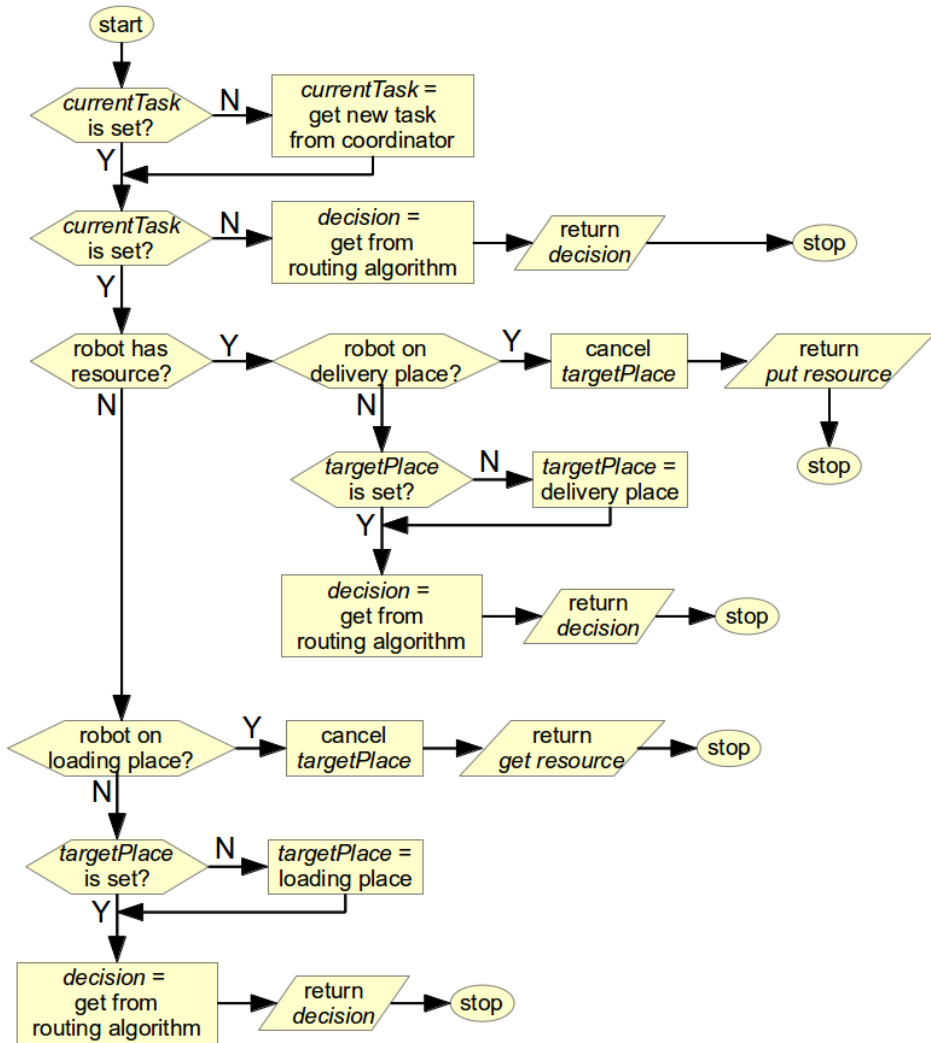 start
currentTask
is set?
N
currentTask =
get new task
from coordinator
Y
currentTask
is set?
N
decision =
get from
routing algorithm
return
decision
stop
Y
robot has
resource?
Y
robot on
delivery place?
Y
cancel
targetPlace
return
put resource
stop
N
N
targetPlace
is set?
N
targetPlace =
delivery place
Y
decision =
get from
routing algorithm
return
decision
stop
robot on
loading place?
Y
cancel
targetPlace
return
get resource
stop
N
targetPlace
is set?
N
targetPlace =
loading place
Y
decision =
get from
routing algorithm
return
decision
stop